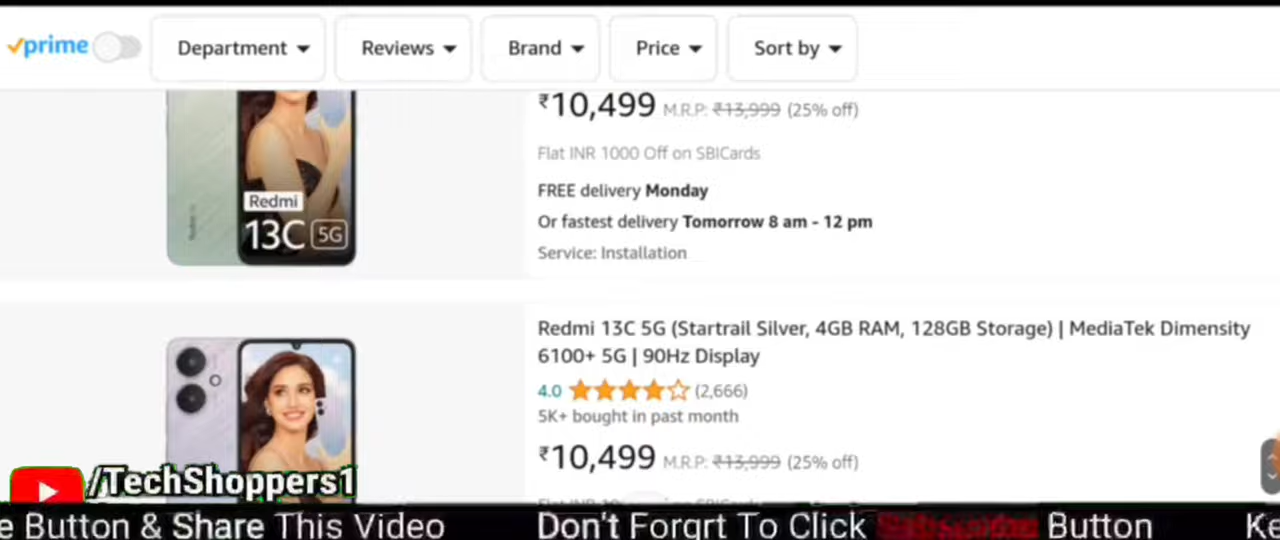 prime Department Reviews Brand Price Sort by
₹10,499 M.R.P: ₹13,999 (25% off)
Flat INR 1000 Off on SBICards
FREE delivery Monday
Or fastest delivery Tomorrow 8 am - 12 pm
Service: Installation
Redmi
13C 5G
Redmi 13C 5G (Startrail Silver, 4GB RAM, 128GB Storage) | MediaTek Dimensity
6100+ 5G | 90Hz Display
4.0 (2,666)
5K+ bought in past month
₹10,499 M.R.P: ₹13,999 (25% off)
/TechShoppers1
e Button & Share This Video Don't Forgrt To Click Subscribe Button Ke